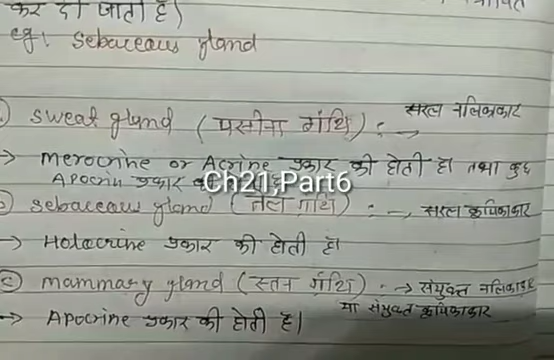 कर दी जाती है)
eg! Sebaceous gland
Sweat gland (पसीना ग्रंथि) : → सरल नलिकाकार
→ Merocrine or Acrine प्रकार की होती है। तथा कुछ
Apocrin प्रकार
Ch21,Part6
Sebaceous gland (तेल ग्रंथि) : → सरल कूपिकाकार
→ Holocrine प्रकार की होती है।
(c) mammary gland (स्तन ग्रंथि) → संयुक्त नलिकाकार
या संयुक्त कूपिकाकार
→ Apocrine प्रकार की होती है|